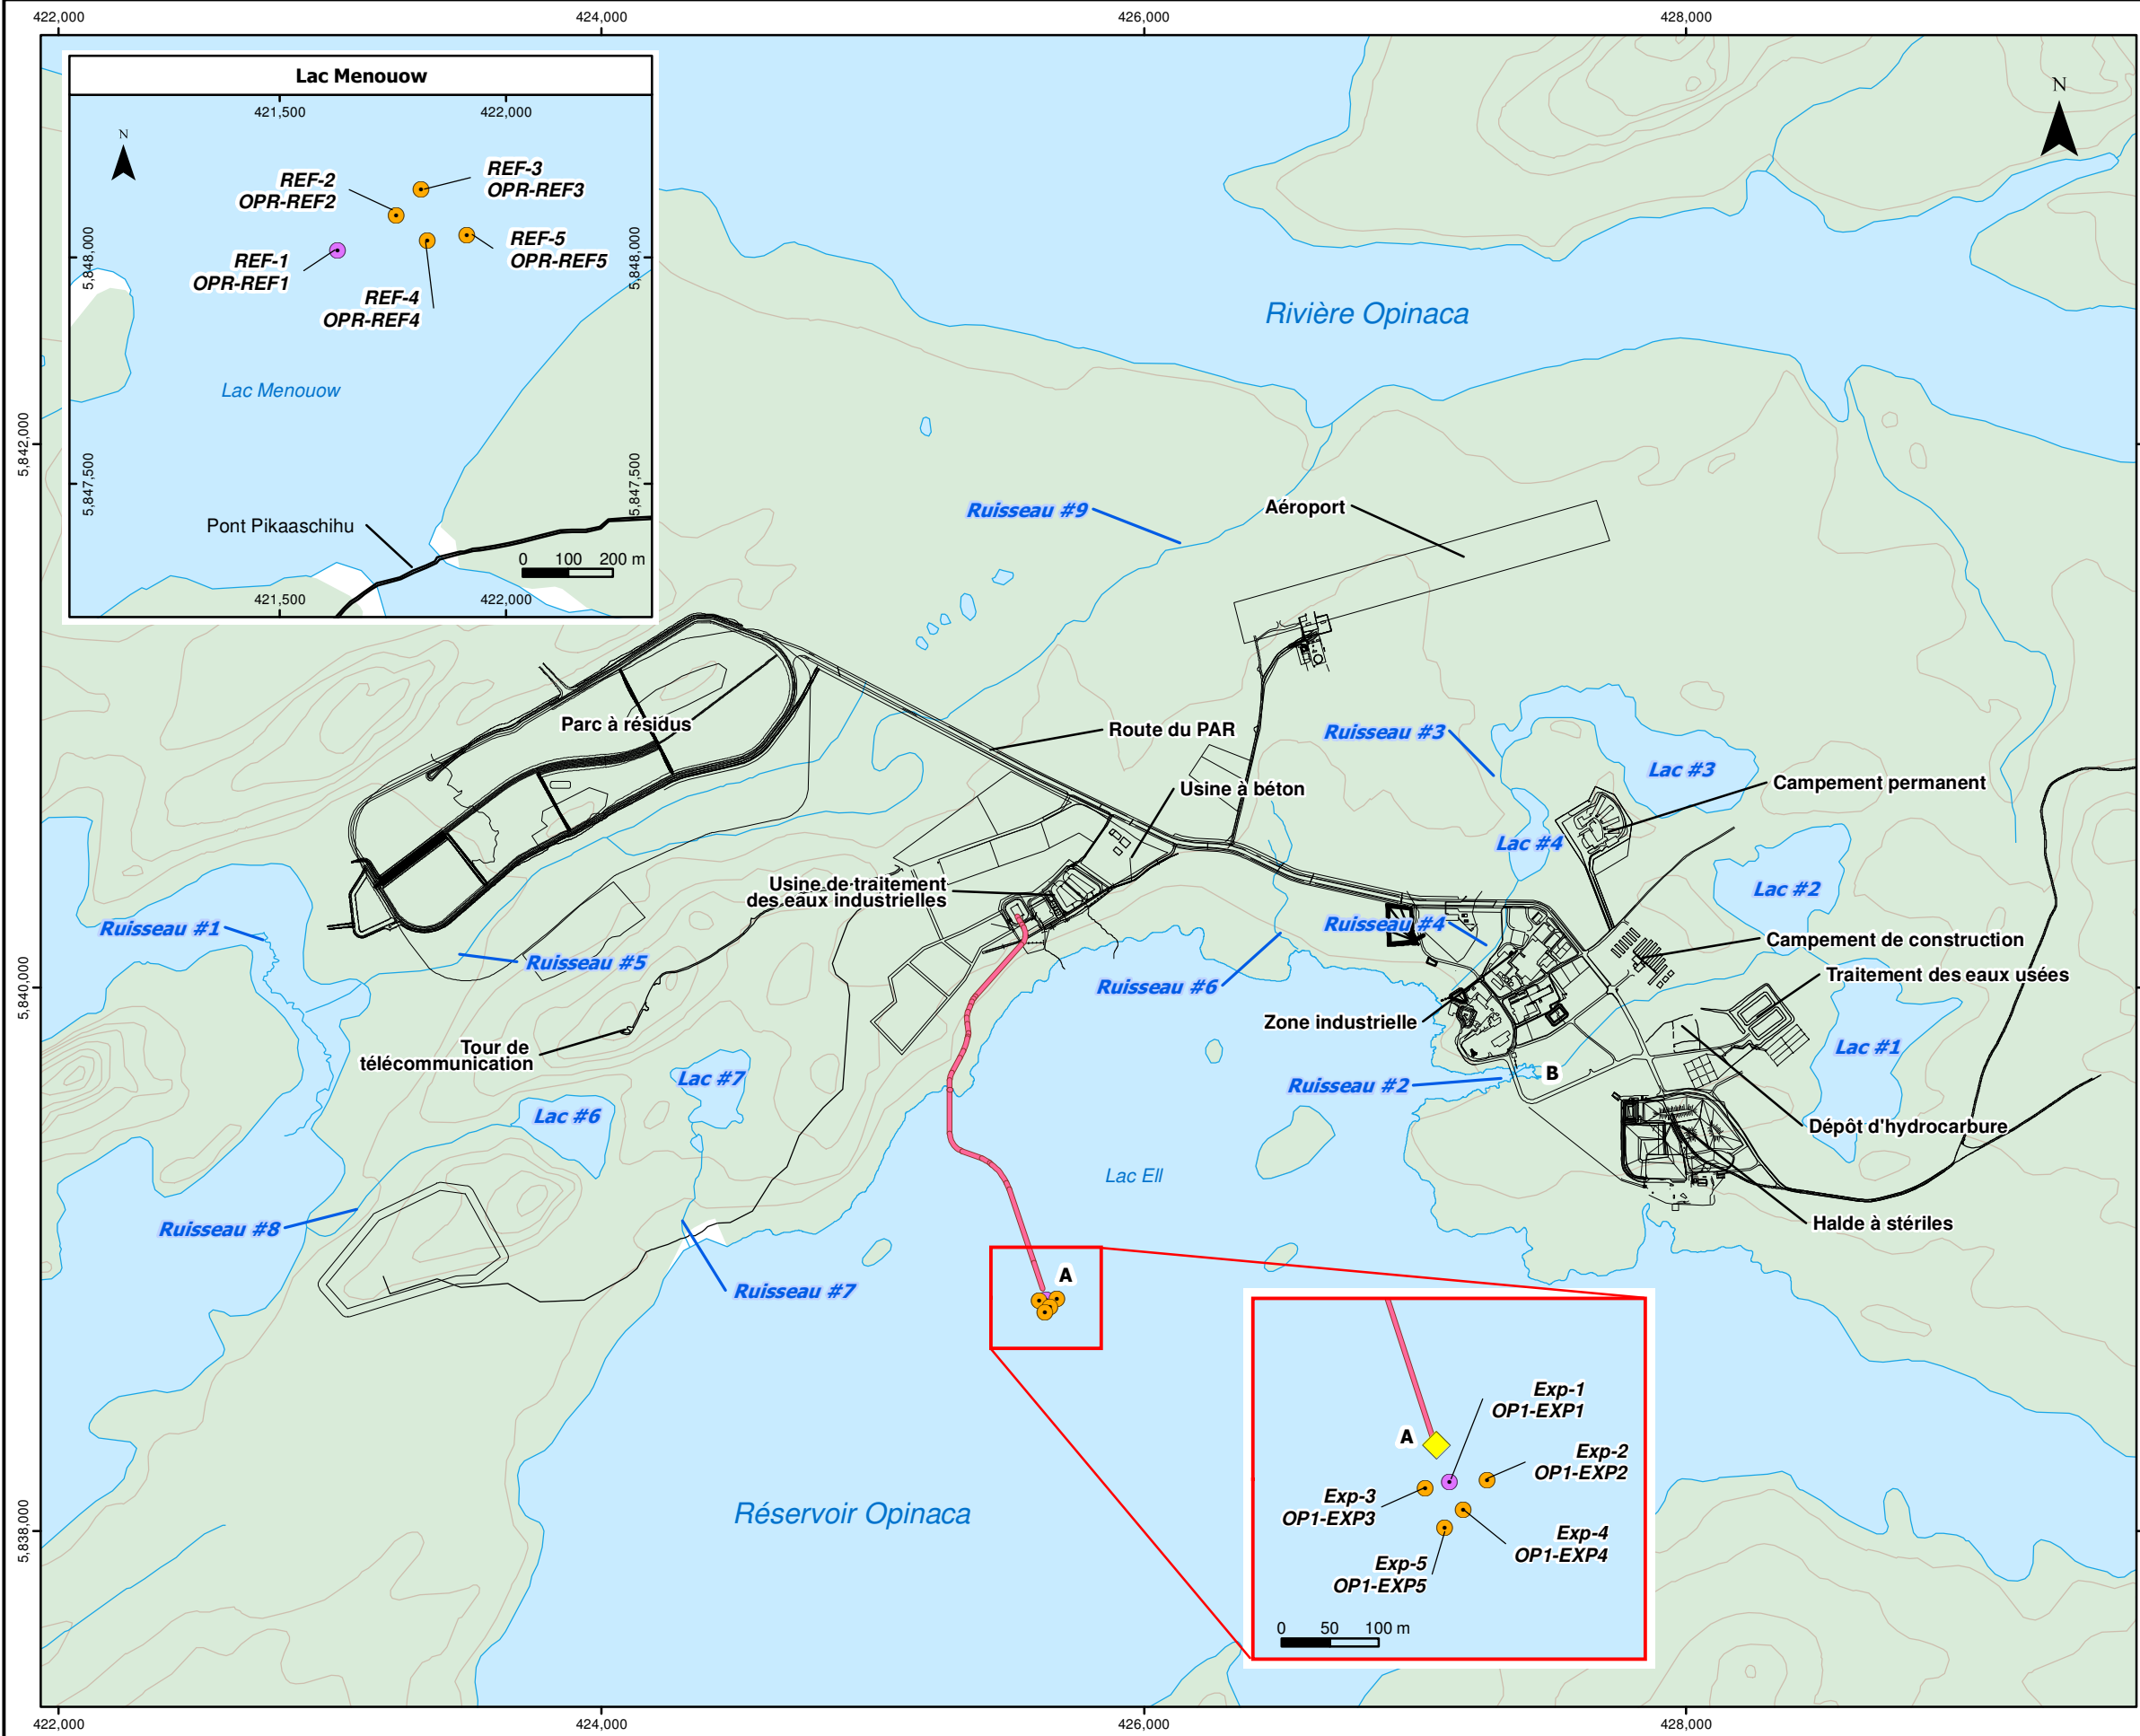 422,000
424,000
426,000
428,000
Lac Menouow
421,500
422,000
N
N
REF-2
OPR-REF2
REF-3
OPR-REF3
REF-1
OPR-REF1
REF-5
OPR-REF5
REF-4
OPR-REF4
5,848,000
5,848,000
Lac Menouow
5,847,500
5,847,500
Pont Pikaaschihu
0 100 200 m
421,500
422,000
Rivière Opinaca
5,842,000
Ruisseau #9
Aéroport
Parc à résidus
Route du PAR
Ruisseau #3
Lac #3
Campement permanent
Usine à béton
Lac #4
Usine de traitement
des eaux industrielles
Lac #2
Ruisseau #1
Ruisseau #4
Campement de construction
Ruisseau #5
Traitement des eaux usées
Ruisseau #6
5,840,000
Zone industrielle
Tour de
télécommunication
Lac #1
Lac #7
B
Ruisseau #2
Lac #6
Dépôt d'hydrocarbure
Lac Ell
Ruisseau #8
Halde à stériles
A
Ruisseau #7
Exp-1
OP1-EXP1
A
Exp-2
OP1-EXP2
Exp-3
OP1-EXP3
Exp-4
OP1-EXP4
Exp-5
OP1-EXP5
0 50 100 m
Réservoir Opinaca
5,838,000
422,000
424,000
426,000
428,000